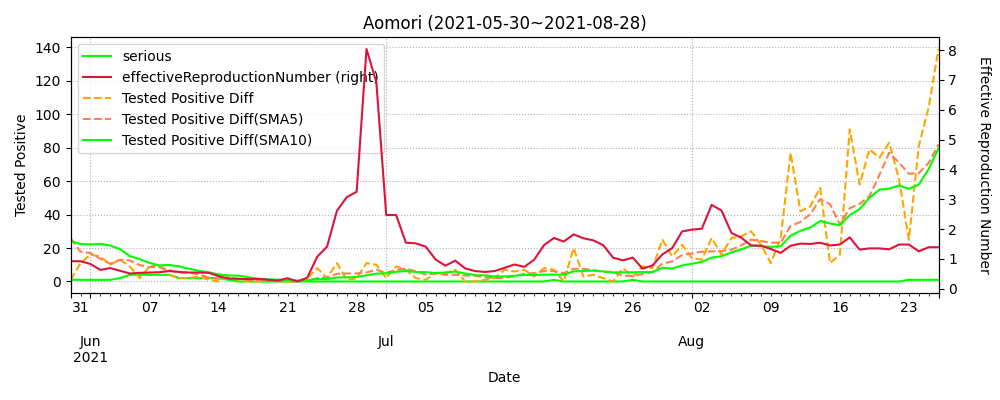 Aomori (2021-05-30~2021-08-28)
serious
effectiveReproductionNumber (right)
Tested Positive Diff
Tested Positive Diff(SMA5)
Tested Positive Diff(SMA10)
Tested Positive
140
120
100
80
60
40
20
0
Effective Reproduction Number
8
7
6
5
4
3
2
1
0
31 07 14 21 28 05 12 19 26 02 09 16 23
Jun Jul Aug
2021
Date